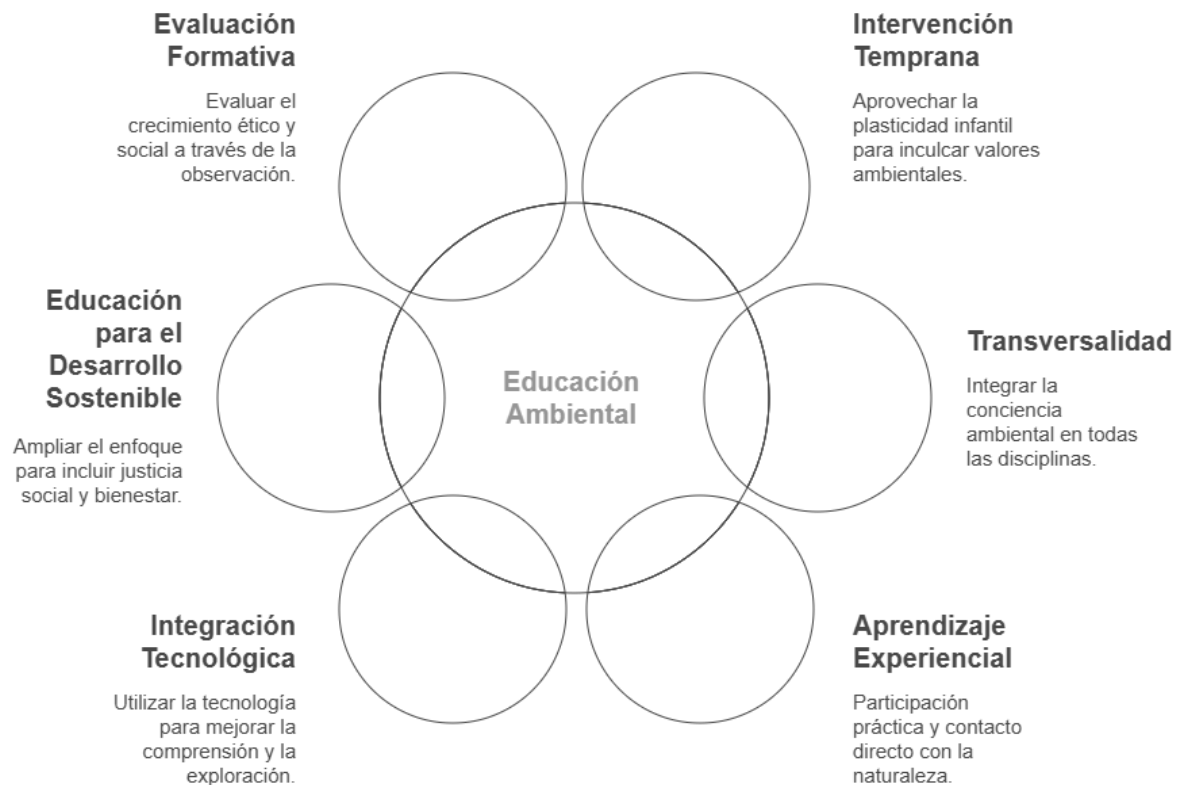 Evaluación
Formativa
Evaluar el
crecimiento ético y
social a través de la
observación.
Intervención
Temprana
Aprovechar la
plasticidad infantil
para inculcar valores
ambientales.
Educación
para el
Desarrollo
Sostenible
Ampliar el enfoque
para incluir justicia
social y bienestar.
Educación
Ambiental
Transversalidad
Integrar la
conciencia
ambiental en todas
las disciplinas.
Integración
Tecnológica
Utilizar la tecnología
para mejorar la
comprensión y la
exploración.
Aprendizaje
Experiencial
Participación
práctica y contacto
directo con la
naturaleza.